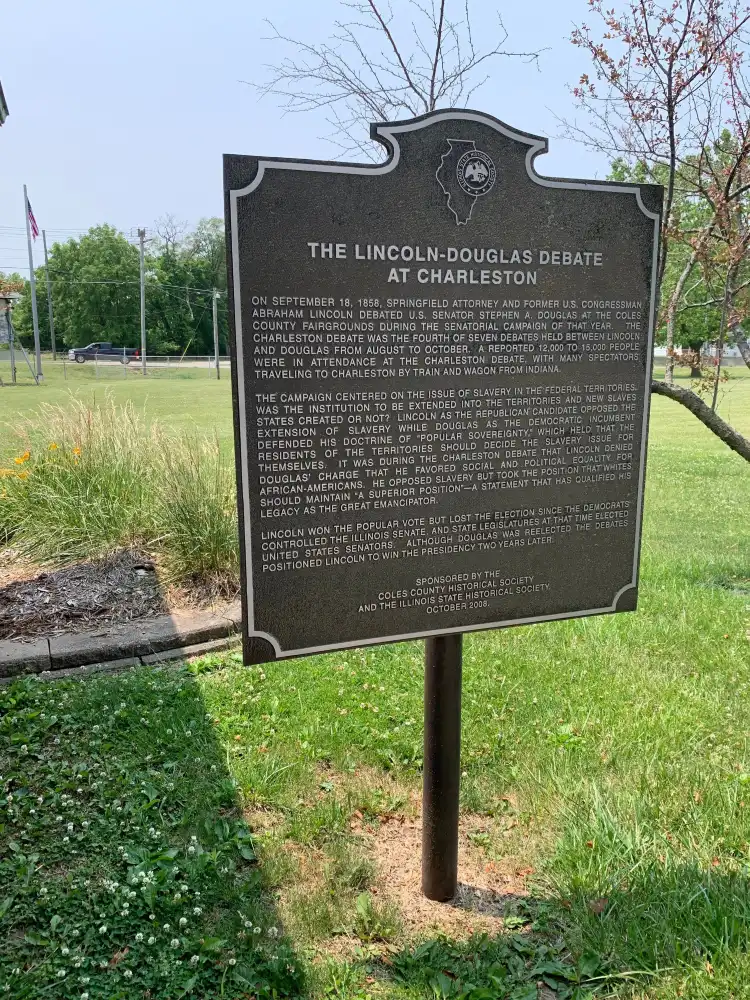 THE LINCOLN-DOUGLAS DEBATE
AT CHARLESTON
ON SEPTEMBER 18, 1858, SPRINGFIELD ATTORNEY AND FORMER U.S. CONGRESSMAN
ABRAHAM LINCOLN DEBATED U.S. SENATOR STEPHEN A. DOUGLAS AT THE COLES
COUNTY FAIRGROUNDS DURING THE SENATORIAL CAMPAIGN OF THAT YEAR. THE
CHARLESTON DEBATE WAS THE FOURTH OF SEVEN DEBATES HELD BETWEEN LINCOLN
AND DOUGLAS FROM AUGUST TO OCTOBER. A REPORTED 12,000 TO 15,000 PEOPLE
WERE IN ATTENDANCE AT THE CHARLESTON DEBATE, WITH MANY SPECTATORS
TRAVELING TO CHARLESTON BY TRAIN AND WAGON FROM INDIANA.
THE CAMPAIGN CENTERED ON THE ISSUE OF SLAVERY IN THE FEDERAL TERRITORIES.
WAS THE INSTITUTION TO BE EXTENDED INTO THE TERRITORIES AND NEW SLAVES
STATES CREATED OR NOT? LINCOLN AS THE REPUBLICAN CANDIDATE OPPOSED THE
EXTENSION OF SLAVERY WHILE DOUGLAS AS THE DEMOCRATIC INCUMBENT
DEFENDED HIS DOCTRINE OF "POPULAR SOVEREIGNTY," WHICH HELD THAT THE
RESIDENTS OF THE TERRITORIES SHOULD DECIDE THE SLAVERY ISSUE FOR
THEMSELVES. IT WAS DURING THE CHARLESTON DEBATE THAT LINCOLN DENIED
DOUGLAS' CHARGE THAT HE FAVORED SOCIAL AND POLITICAL EQUALITY FOR
AFRICAN-AMERICANS. HE OPPOSED SLAVERY BUT TOOK THE POSITION THAT WHITES
SHOULD MAINTAIN "A SUPERIOR POSITION"—A STATEMENT THAT HAS QUALIFIED HIS
LEGACY AS THE GREAT EMANCIPATOR.
LINCOLN WON THE POPULAR VOTE BUT LOST THE ELECTION SINCE THE DEMOCRATS
CONTROLLED THE ILLINOIS SENATE, AND STATE LEGISLATURES AT THAT TIME ELECTED
UNITED STATES SENATORS. ALTHOUGH DOUGLAS WAS REELECTED THE DEBATES
POSITIONED LINCOLN TO WIN THE PRESIDENCY TWO YEARS LATER.
SPONSORED BY THE
COLES COUNTY HISTORICAL SOCIETY
AND THE ILLINOIS STATE HISTORICAL SOCIETY.
OCTOBER 2008.